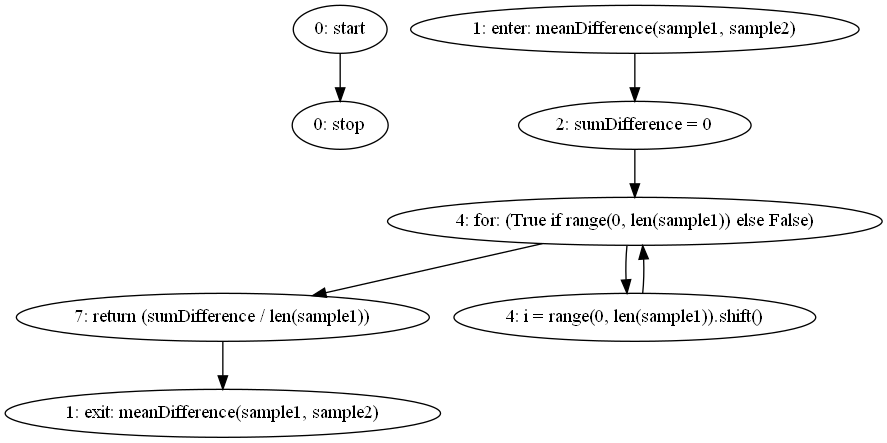 0: start
1: enter: meanDifference(sample1, sample2)
0: stop
2: sumDifference = 0
4: for: (True if range(0, len(sample1)) else False)
7: return (sumDifference / len(sample1))
4: i = range(0, len(sample1)).shift()
1: exit: meanDifference(sample1, sample2)